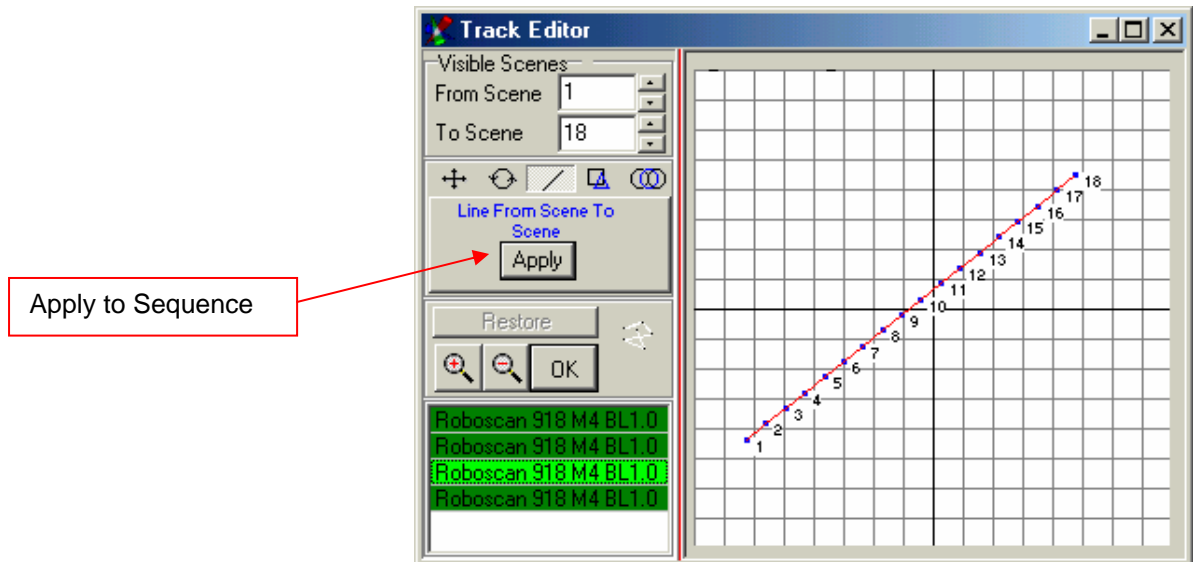 Track Editor
Visible Scenes
From Scene 1
To Scene 18
Line From Scene To
Scene
Apply
Apply to Sequence
Restore
OK
Roboscan 918 M4 BL1.0
Roboscan 918 M4 BL1.0
Roboscan 918 M4 BL1.0
Roboscan 918 M4 BL1.0
1
2
3
4
5
6
7
8
9
10
11
12
13
14
15
16
17
18